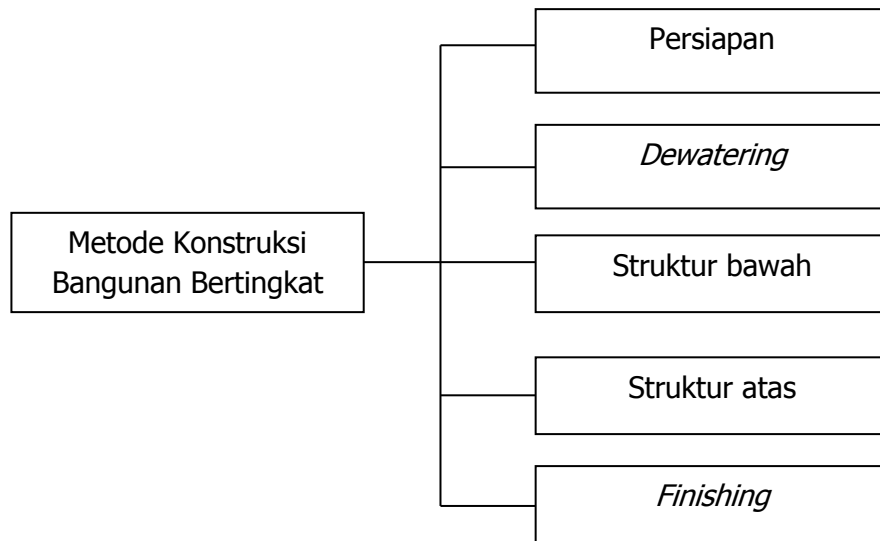 Persiapan
Dewatering
Metode Konstruksi
Bangunan Bertingkat
Struktur bawah
Struktur atas
Finishing